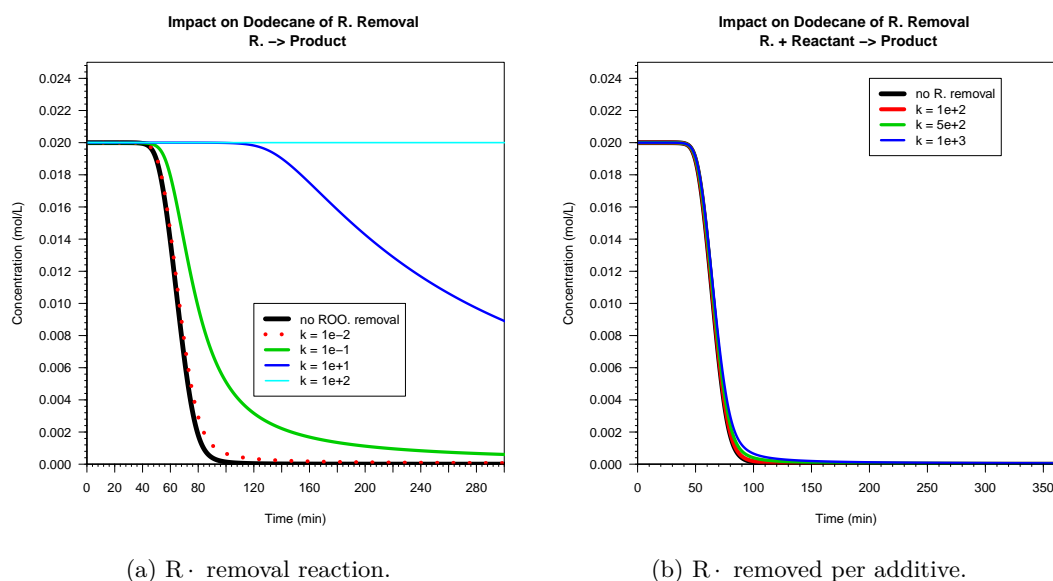 Impact on Dodecane of R. Removal
R. −> Product
0.024
0.022
0.020
0.018
0.016
0.014
0.012
0.010
0.008
0.006
0.004
0.002
0.000
Concentration (mol/L)
no ROO. removal
k = 1e−2
k = 1e−1
k = 1e+1
k = 1e+2
0 20 40 60 80 100 120 140 160 180 200 220 240 260 280
Time (min)
(a) R· removal reaction.
Impact on Dodecane of R. Removal
R. + Reactant −> Product
0.024
0.022
0.020
0.018
0.016
0.014
0.012
0.010
0.008
0.006
0.004
0.002
0.000
Concentration (mol/L)
no R. removal
k = 1e+2
k = 5e+2
k = 1e+3
0 50 100 150 200 250 300 350
Time (min)
(b) R· removed per additive.